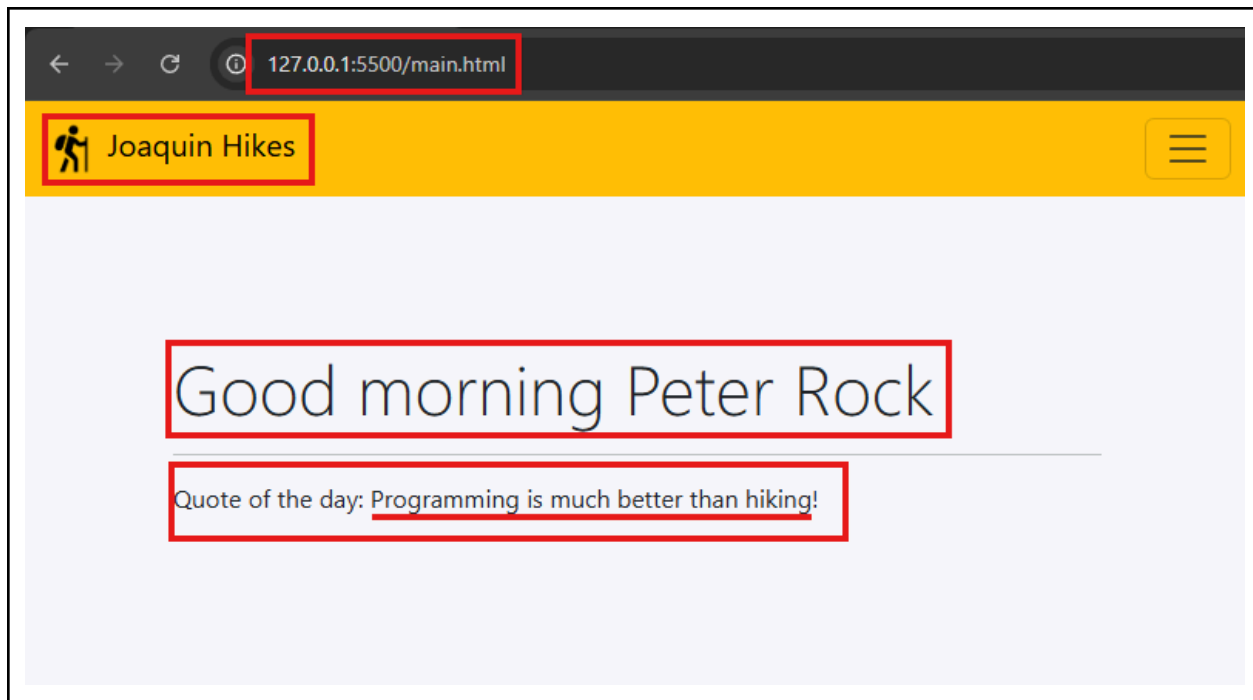 127.0.0.1:5500/main.html
Joaquin Hikes
Good morning Peter Rock
Quote of the day: Programming is much better than hiking!